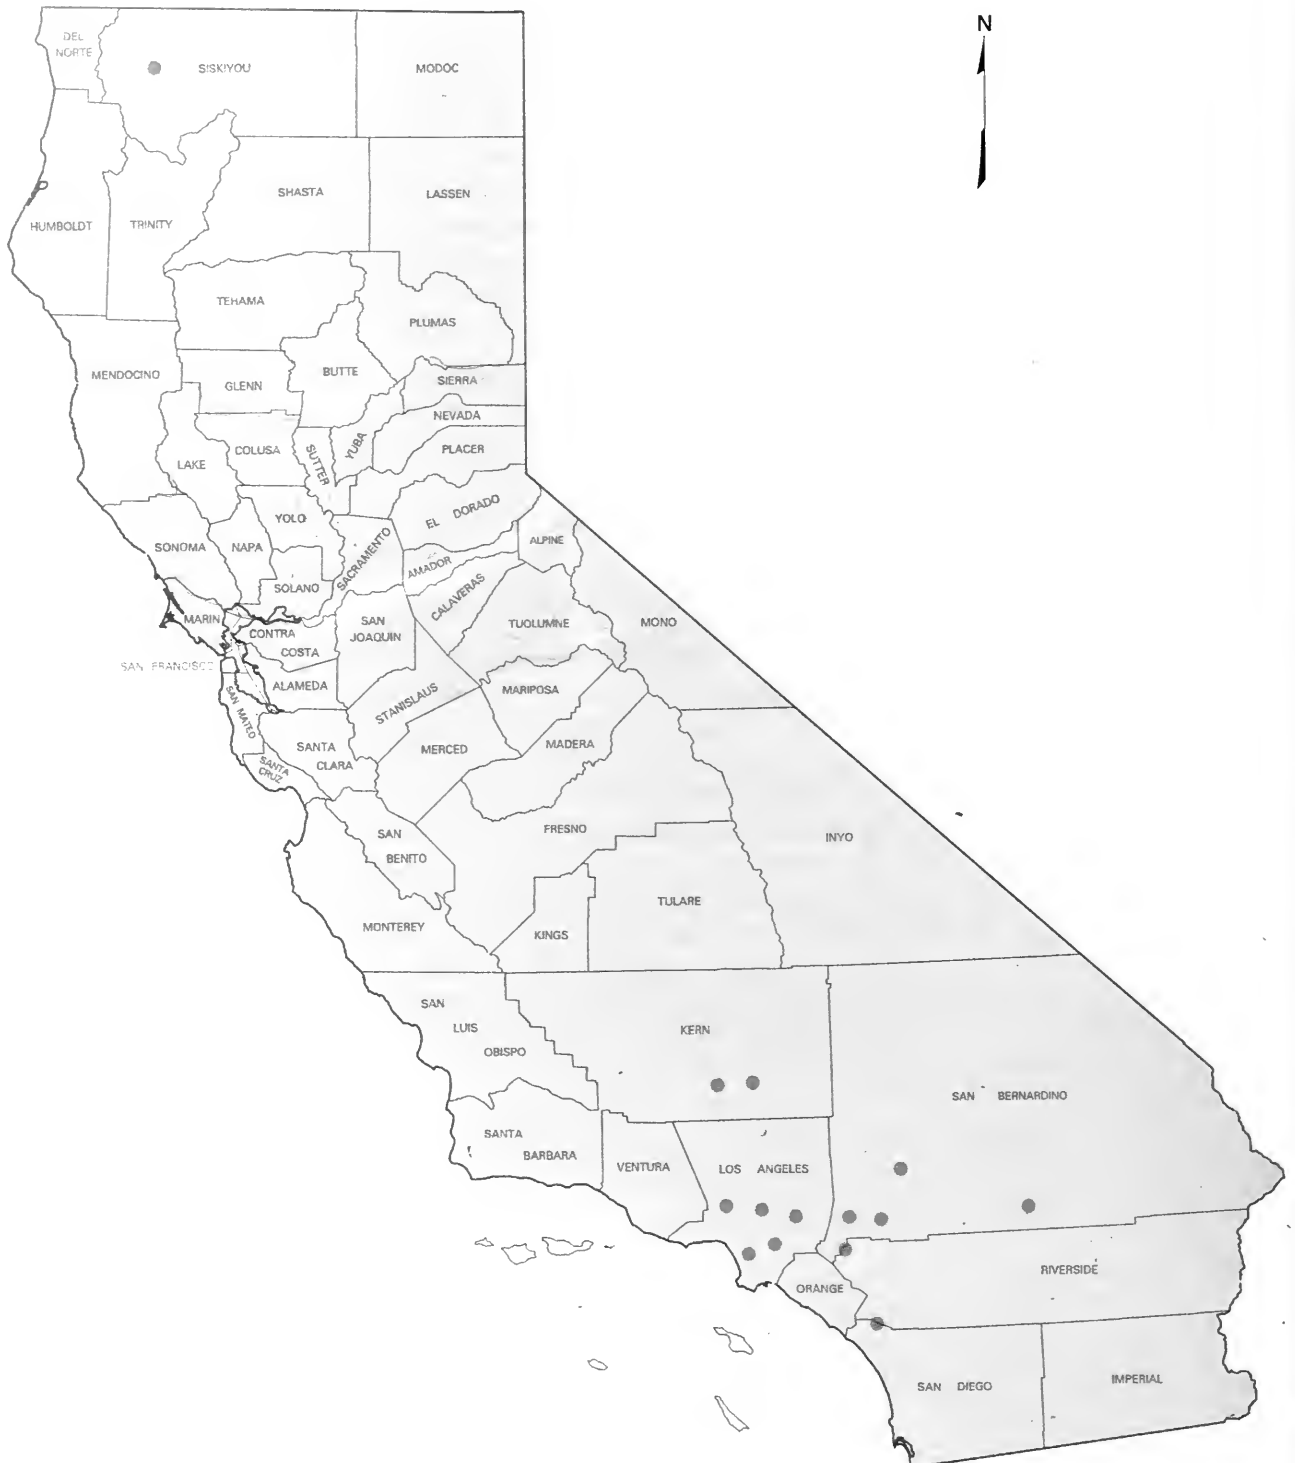 N
DEL
NORTE
SISKIYOU
MODOC
SHASTA
LASSEN
HUMBOLDT
TRINITY
TEHAMA
PLUMAS
MENDOCINO
GLENN
BUTTE
SIERRA
NEVADA
COLUSA
SUTTER
YUBA
PLACER
LAKE
EL DORADO
YOLO
SONOMA
NAPA
SACRAMENTO
ALPINE
AMADOR
SOLANO
CALAVERAS
MARIN
SAN
JOAQUIN
TUOLUMNE
MONO
CONTRA
COSTA
SAN FRANCISCO
ALAMEDA
STANISLAUS
MARIPOSA
SAN MATEO
SANTA
CLARA
MERCED
MADERA
SANTA
CRUZ
SAN
BENITO
FRESNO
INYO
MONTEREY
KINGS
TULARE
SAN
LUIS
OBISPO
KERN
SAN BERNARDINO
SANTA
BARBARA
VENTURA
LOS ANGELES
RIVERSIDE
ORANGE
SAN DIEGO
IMPERIAL